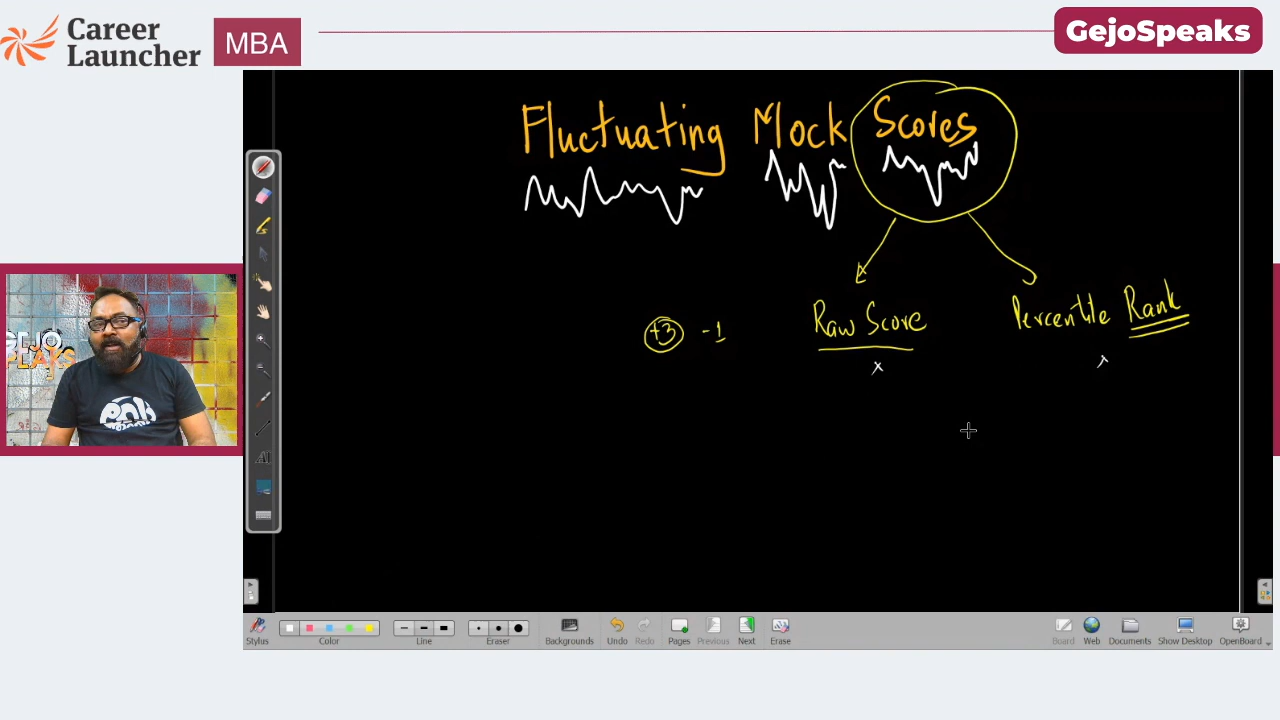 Career
Launcher
MBA
GejoSpeaks
Fluctuating Mock Scores
+3 -1
Raw Score
Percentile Rank
x
GEJO
Stylus
Color
Line
Eraser
Backgrounds
Undo
Redo
Pages
Previous
Next
Erase
Board
Web
Documents
Show Desktop
OpenBoard